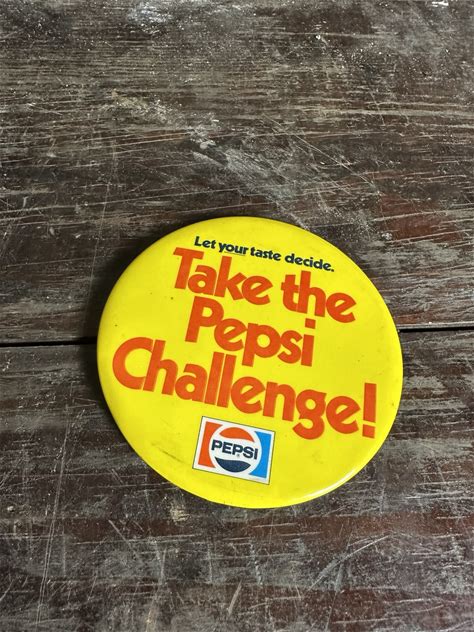 Let your taste decide.
Take the
Pepsi
Challenge!
PEPSI